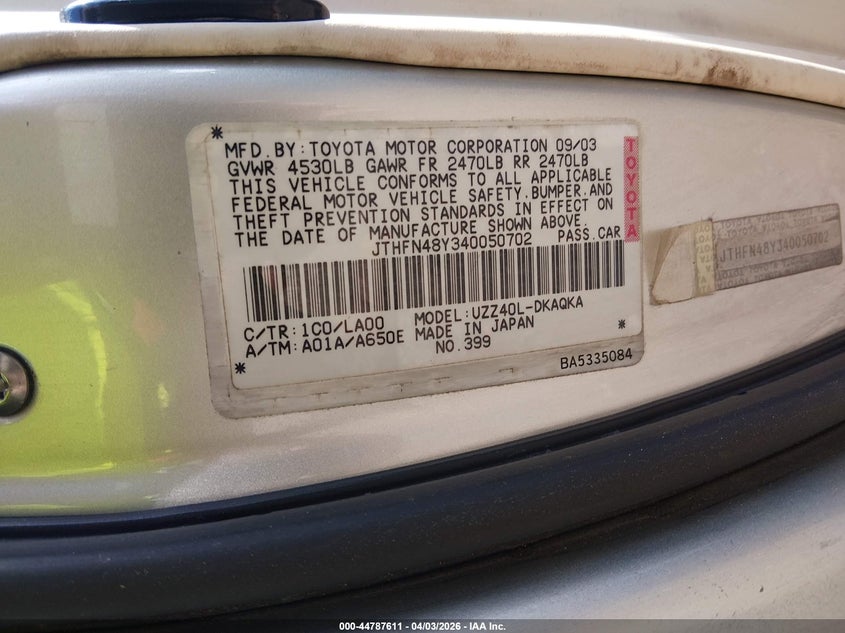 MFD. BY: TOYOTA MOTOR CORPORATION 09/03
GVWR 4530LB GAWR FR 2470LB RR 2470LB
THIS VEHICLE CONFORMS TO ALL APPLICABLE
FEDERAL MOTOR VEHICLE SAFETY, BUMPER, AND
THEFT PREVENTION STANDARDS IN EFFECT ON
THE DATE OF MANUFACTURE SHOWN ABOVE.
JTHFN48Y340050702 PASS.CAR
C/TR: 1C0/LA00 MODEL: UZZ40L-DKAQKA
A/TM: A01A/A650E MADE IN JAPAN
NO.399
BA5335084
TOYOTA
JTHFN48Y340050702
000-44787611 - 04/03/2026 - IAA Inc.